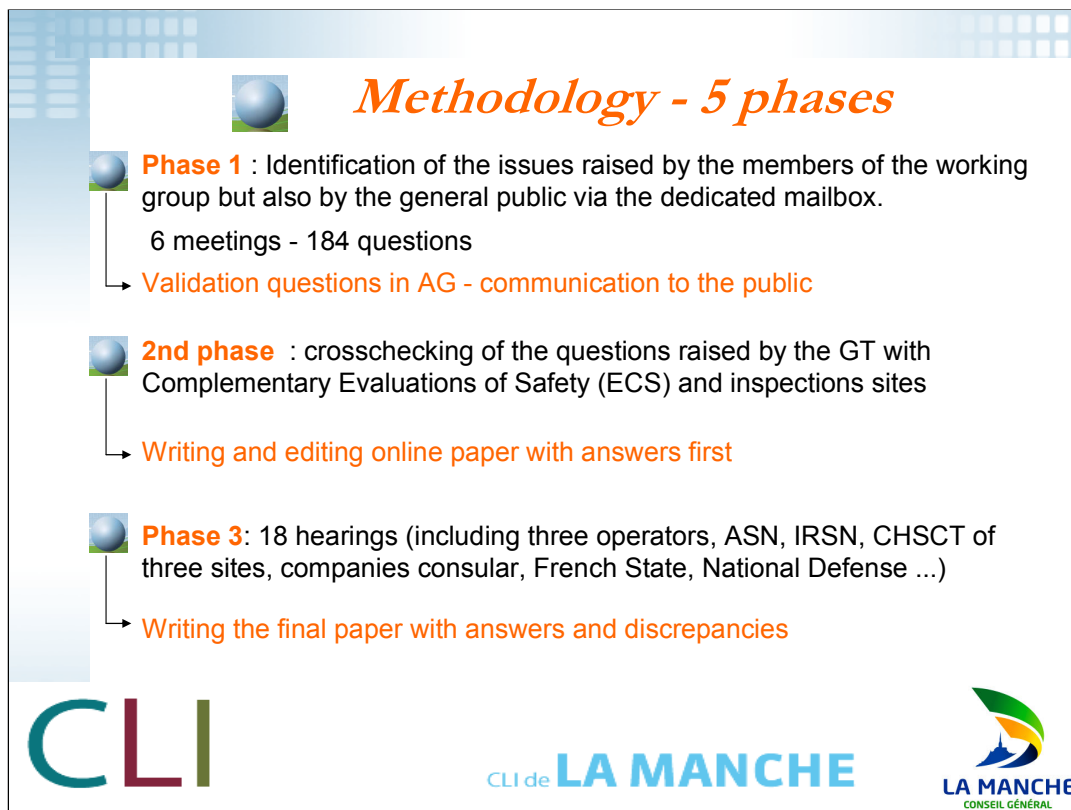 Methodology - 5 phases
Phase 1 : Identification of the issues raised by the members of the working
group but also by the general public via the dedicated mailbox.
6 meetings - 184 questions
Validation questions in AG - communication to the public
2nd phase : crosschecking of the questions raised by the GT with
Complementary Evaluations of Safety (ECS) and inspections sites
Writing and editing online paper with answers first
Phase 3: 18 hearings (including three operators, ASN, IRSN, CHSCT of
three sites, companies consular, French State, National Defense ...)
Writing the final paper with answers and discrepancies
CLI
CLI de LA MANCHE
LA MANCHE
CONSEIL GÉNÉRAL